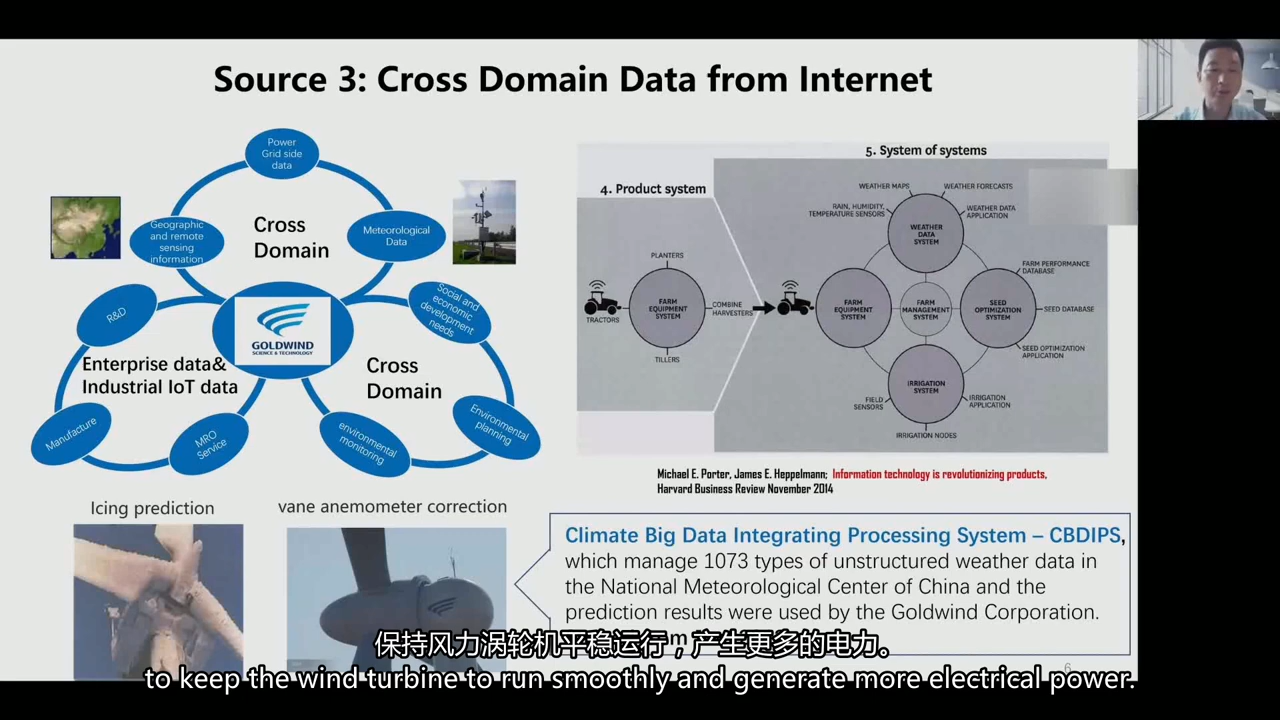 Source 3: Cross Domain Data from Internet
Power
Grid side
data
Geographic
and remote
sensing
information
Cross
Domain
Meteorological
Data
R&D
GOLDWIND
SCIENCE & TECHNOLOGY
Social and
economic
development
needs
Enterprise data&
Industrial IoT data
Cross
Domain
Manufacture
MRO
Service
environmental
monitoring
Environmental
planning
Icing prediction
vane anemometer correction
4. Product system
PLANTERS
TRACTORS
FARM
EQUIPMENT
SYSTEM
COMBINE
HARVESTERS
TILLERS
5. System of systems
WEATHER MAPS
WEATHER FORECASTS
RAIN, HUMIDITY,
TEMPERATURE SENSORS
WEATHER DATA
APPLICATION
WEATHER
DATA
SYSTEM
FARM PERFORMANCE
DATABASE
FARM
EQUIPMENT
SYSTEM
FARM
MANAGEMENT
SYSTEM
SEED
OPTIMIZATION
SYSTEM
SEED DATABASE
SEED OPTIMIZATION
APPLICATION
IRRIGATION
SYSTEM
FIELD
SENSORS
IRRIGATION
APPLICATION
IRRIGATION NODES
Michael E. Porter, James E. Heppelmann; Information technology is revolutionizing products,
Harvard Business Review November 2014
Climate Big Data Integrating Processing System – CBDIPS,
which manage 1073 types of unstructured weather data in
the National Meteorological Center of China and the
prediction results were used by the Goldwind Corporation.
保持风力涡轮机平稳运行，产生更多的电力。
6
to keep the wind turbine to run smoothly and generate more electrical power.